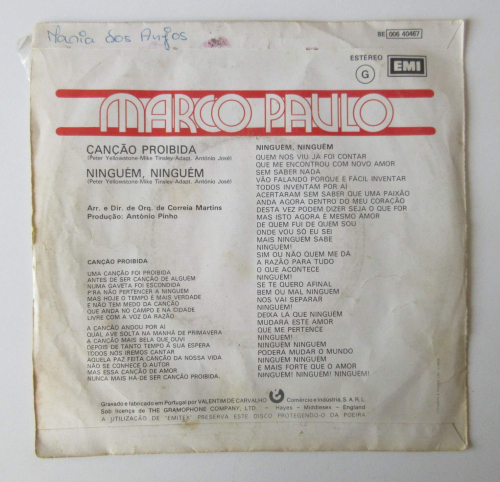 Maria dos Anjos
8E 006 40467
ESTÉREO
G
EMI
MARCO PAULO
CANÇÃO PROIBIDA
(Peter Yellowstone-Mike Tinsley-Adapt. António José)
NINGUÉM, NINGUÉM
(Peter Yellowstone-Mike Tinsley-Adapt. António José)
Arr. e Dir. de Orq. de Correia Martins
Produção: António Pinho
CANÇÃO PROIBIDA
UMA CANÇÃO FOI PROIBIDA
ANTES DE SER CANÇÃO DE ALGUÉM
NUMA GAVETA FOI ESCONDIDA
PRA NÃO PERTENCER A NINGUÉM
MAS HOJE O TEMPO É MAIS VERDADE
E NÃO TEM MEDO DA CANÇÃO
QUE ANDA NO CAMPO E NA CIDADE
LIVRE COM A VOZ DA RAZÃO.
A CANÇÃO ANDOU POR AÍ
QUAL AVE SOLTA NA MANHÃ DE PRIMAVERA
A CANÇÃO MAIS BELA QUE OUVI
DEPOIS DE TANTO TEMPO À SUA ESPERA
TODOS NÓS IREMOS CANTAR
AQUELA PAZ FEITA CANÇÃO DA NOSSA VIDA
NÃO SE CONHECE O AUTOR
MAS ESSA CANÇÃO DE AMOR
NUNCA MAIS HÁ-DE SER CANÇÃO PROIBIDA.
NINGUÉM, NINGUÉM
QUEM NOS VIU JÁ FOI CONTAR
QUE ME ENCONTROU COM NOVO AMOR
SEM SABER NADA
VÃO FALANDO PORQUE É FÁCIL INVENTAR
TODOS INVENTAM POR AÍ
ACERTARAM SEM SABER QUE UMA PAIXÃO
ANDA AGORA DENTRO DO MEU CORAÇÃO
DESTA VEZ PODEM DIZER SEJA O QUE FOR
MAS ISTO AGORA É MESMO AMOR
DE QUEM FUI DE QUEM SOU
ONDE VOU SÓ EU SEI
MAIS NINGUÉM SABE
NINGUÉM!
SIM OU NÃO QUEM ME DÁ
A RAZÃO PARA TUDO
O QUE ACONTECE
NINGUÉM!
SE TE QUERO AFINAL
BEM OU MAL NINGUÉM
NOS VAI SEPARAR
NINGUÉM!
DEIXA LÁ QUE NINGUÉM
MUDARÁ ESTE AMOR
QUE ME PERTENCE
NINGUÉM!
NINGUÉM NINGUÉM
PODERÁ MUDAR O MUNDO
NINGUÉM NINGUÉM
É MAIS FORTE QUE O AMOR
NINGUÉM! NINGUÉM! NINGUÉM!
Gravado e fabricado em Portugal por VALENTIM DE CARVALHO Comércio e Indústria, S. A. R. L.
Sob licença de THE GRAMOPHONE COMPANY, LTD. - Hayes - Middlesex - England
A UTILIZAÇÃO DE "EMITEX" PRESERVA ESTE DISCO PROTEGENDO-O DA POEIRA